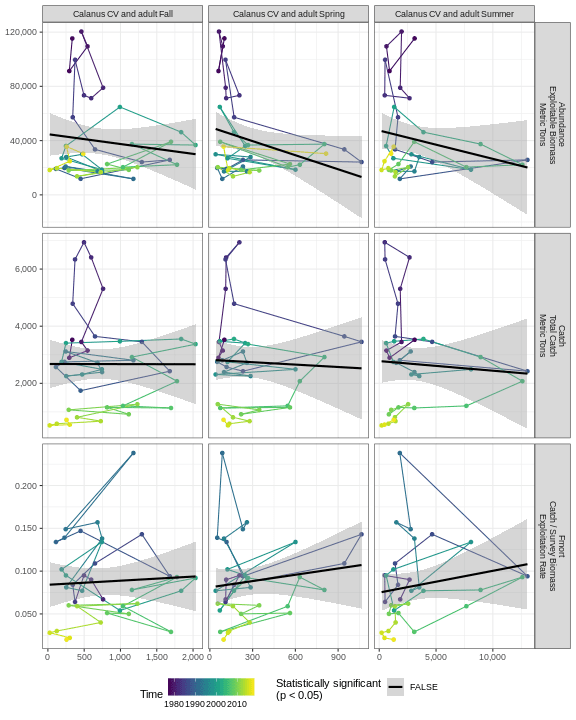 Calanus CV and adult Fall
Calanus CV and adult Spring
Calanus CV and adult Summer
120,000
80,000
40,000
0
Abundance
Exploitable Biomass
Metric Tons
6,000
4,000
2,000
Catch
Total Catch
Metric Tons
0.200
0.150
0.100
0.050
Fmort
Catch / Survey Biomass
Exploitation Rate
0 500 1,000 1,500 2,000
0 300 600 900
0 5,000 10,000
Time
1980 1990 2000 2010
Statistically significant
(p < 0.05)
FALSE